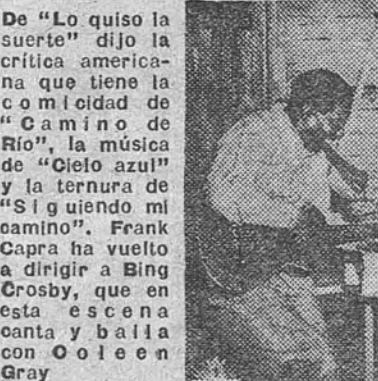 De “Lo quiso la
suerte” dijo la
crítica america-
na que tiene la
comicidad de
“Camino de
Río”, la música
de “Cielo azul”
y la ternura de
“Siguiendo mi
camino”. Frank
Capra ha vuelto
a dirigir a Bing
Crosby, que en
esta escena
canta y baila
con Coleen
Gray